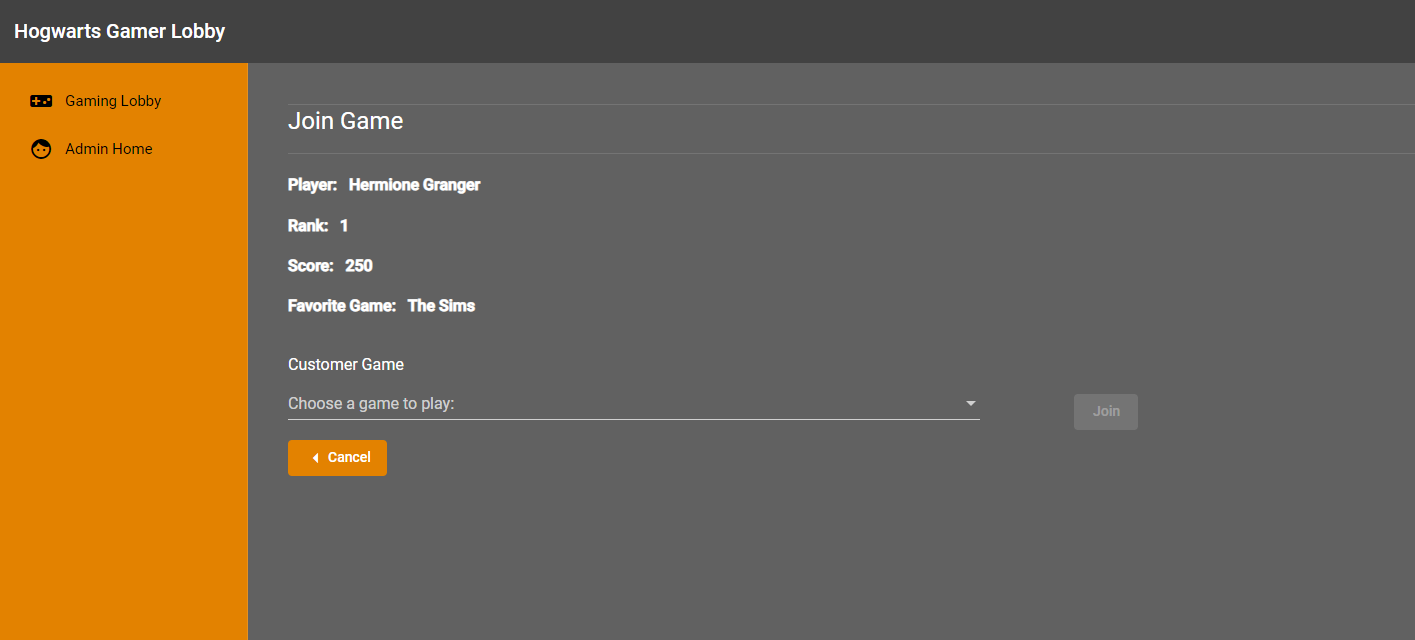 Hogwarts Gamer Lobby
Gaming Lobby
Admin Home
Join Game
Player: Hermione Granger
Rank: 1
Score: 250
Favorite Game: The Sims
Customer Game
Choose a game to play:
Join
Cancel